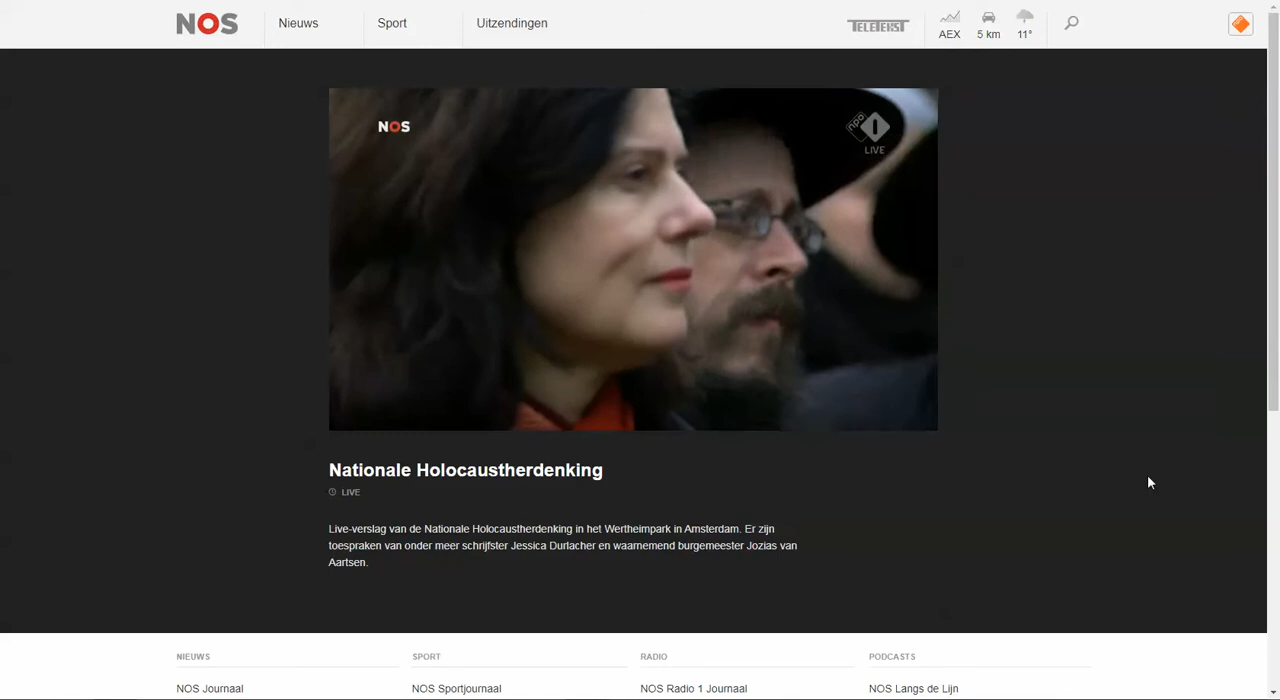 NOS
Nieuws
Sport
Uitzendingen
TELETEKST
AEX
5 km
11°
NOS
npo 1
LIVE
Nationale Holocaustherdenking
LIVE
Live-verslag van de Nationale Holocaustherdenking in het Wertheimpark in Amsterdam. Er zijn
toespraken van onder meer schrijfster Jessica Durlacher en waarnemend burgemeester Jozias van
Aartsen.
NIEUWS
SPORT
RADIO
PODCASTS
NOS Journaal
NOS Sportjournaal
NOS Radio 1 Journaal
NOS Langs de Lijn